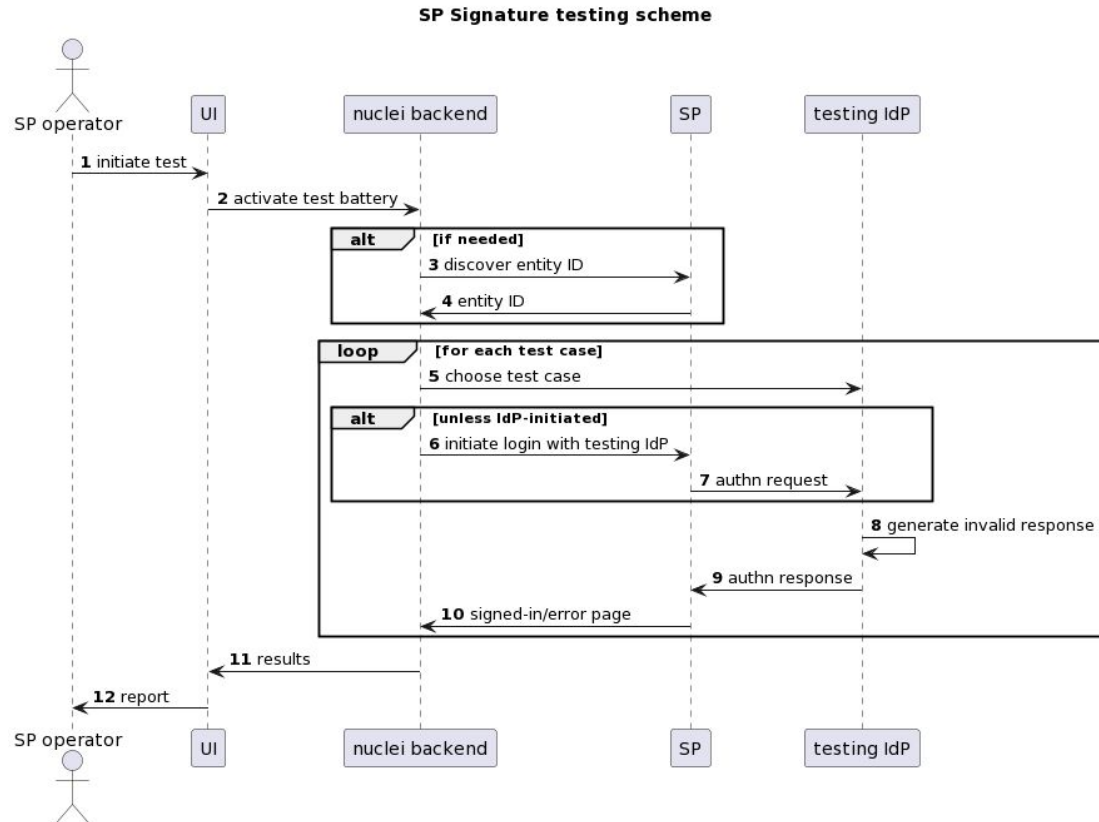 SP Signature testing scheme
SP operator
UI
nuclei backend
SP
testing IdP
1 initiate test
2 activate test battery
alt [if needed]
3 discover entity ID
4 entity ID
loop [for each test case]
5 choose test case
alt [unless IdP-initiated]
6 initiate login with testing IdP
7 authn request
8 generate invalid response
9 authn response
10 signed-in/error page
11 results
12 report
SP operator
UI
nuclei backend
SP
testing IdP